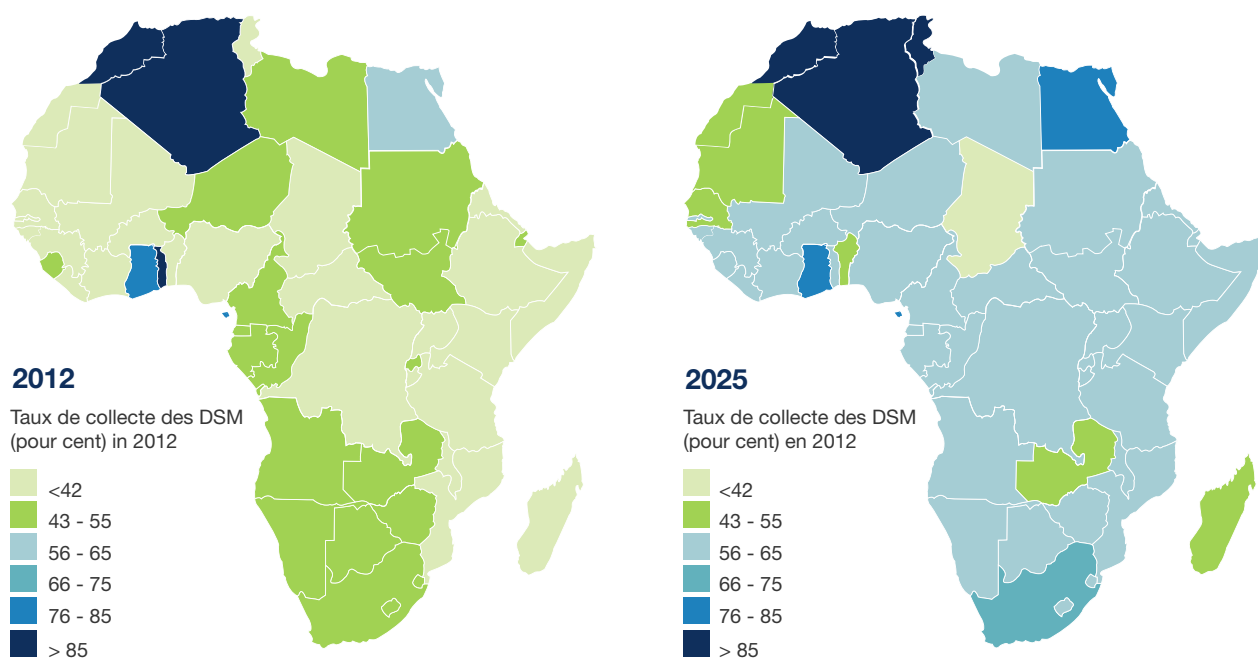 2012
Taux de collecte des DSM
(pour cent) in 2012
<42
43 - 55
56 - 65
66 - 75
76 - 85
> 85
2025
Taux de collecte des DSM
(pour cent) en 2012
<42
43 - 55
56 - 65
66 - 75
76 - 85
> 85